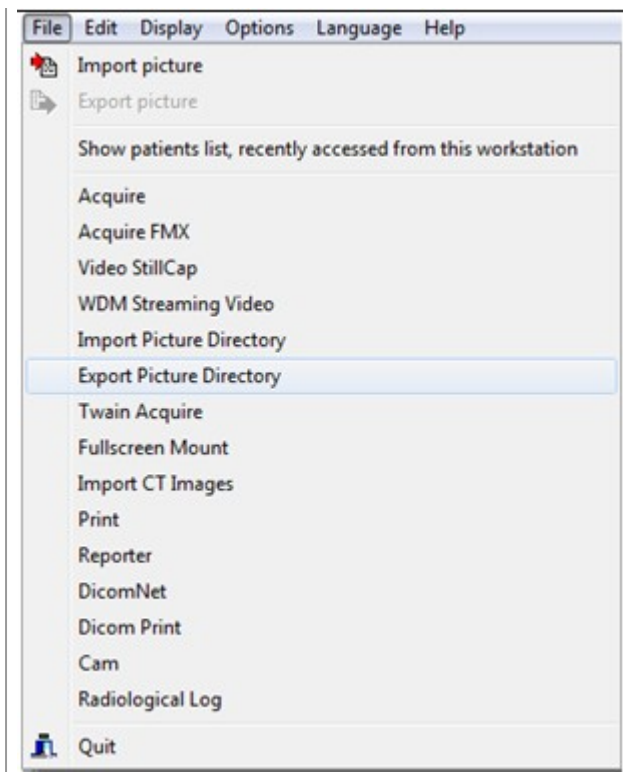 File Edit Display Options Language Help
Import picture
Export picture
Show patients list, recently accessed from this workstation
Acquire
Acquire FMX
Video StillCap
WDM Streaming Video
Import Picture Directory
Export Picture Directory
Twain Acquire
Fullscreen Mount
Import CT Images
Print
Reporter
DicomNet
Dicom Print
Cam
Radiological Log
Quit